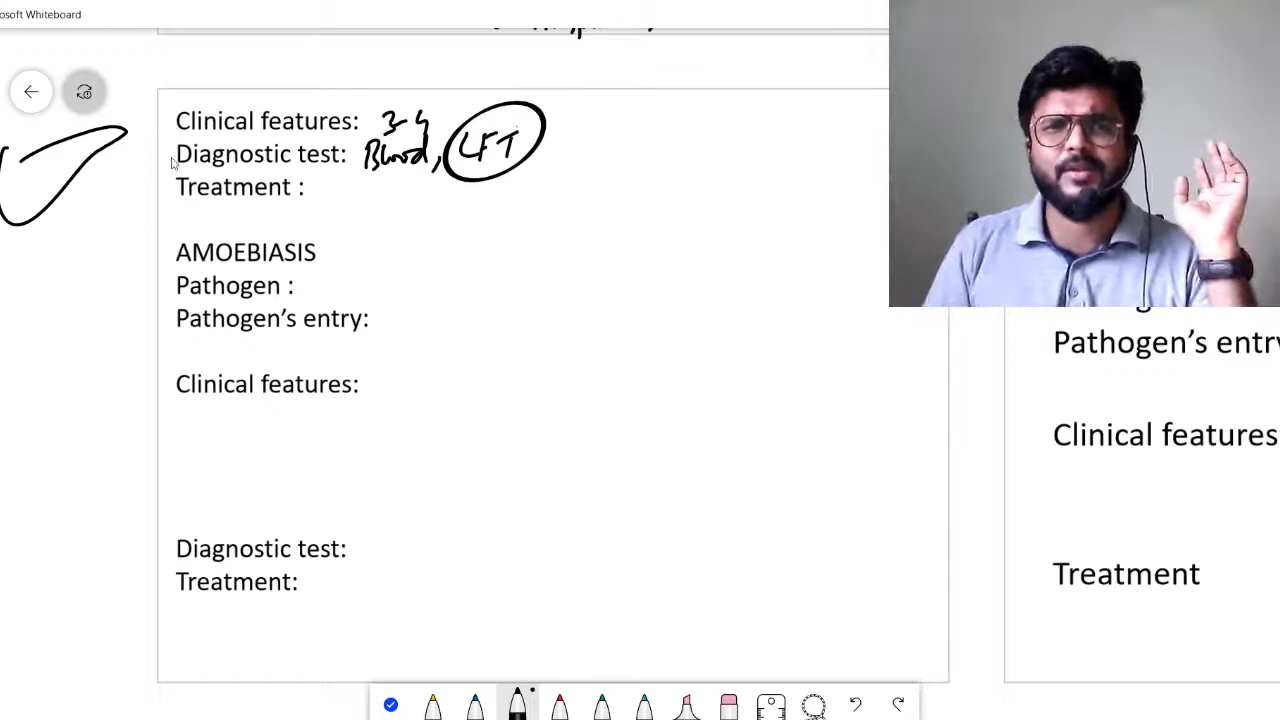 osoft Whiteboard
Clinical features: 3-4
Diagnostic test: Blood, LFT
Treatment :
AMOEBIASIS
Pathogen :
Pathogen’s entry:
Clinical features:
Diagnostic test:
Treatment:
Pathogen’s entry
Clinical features
Treatment